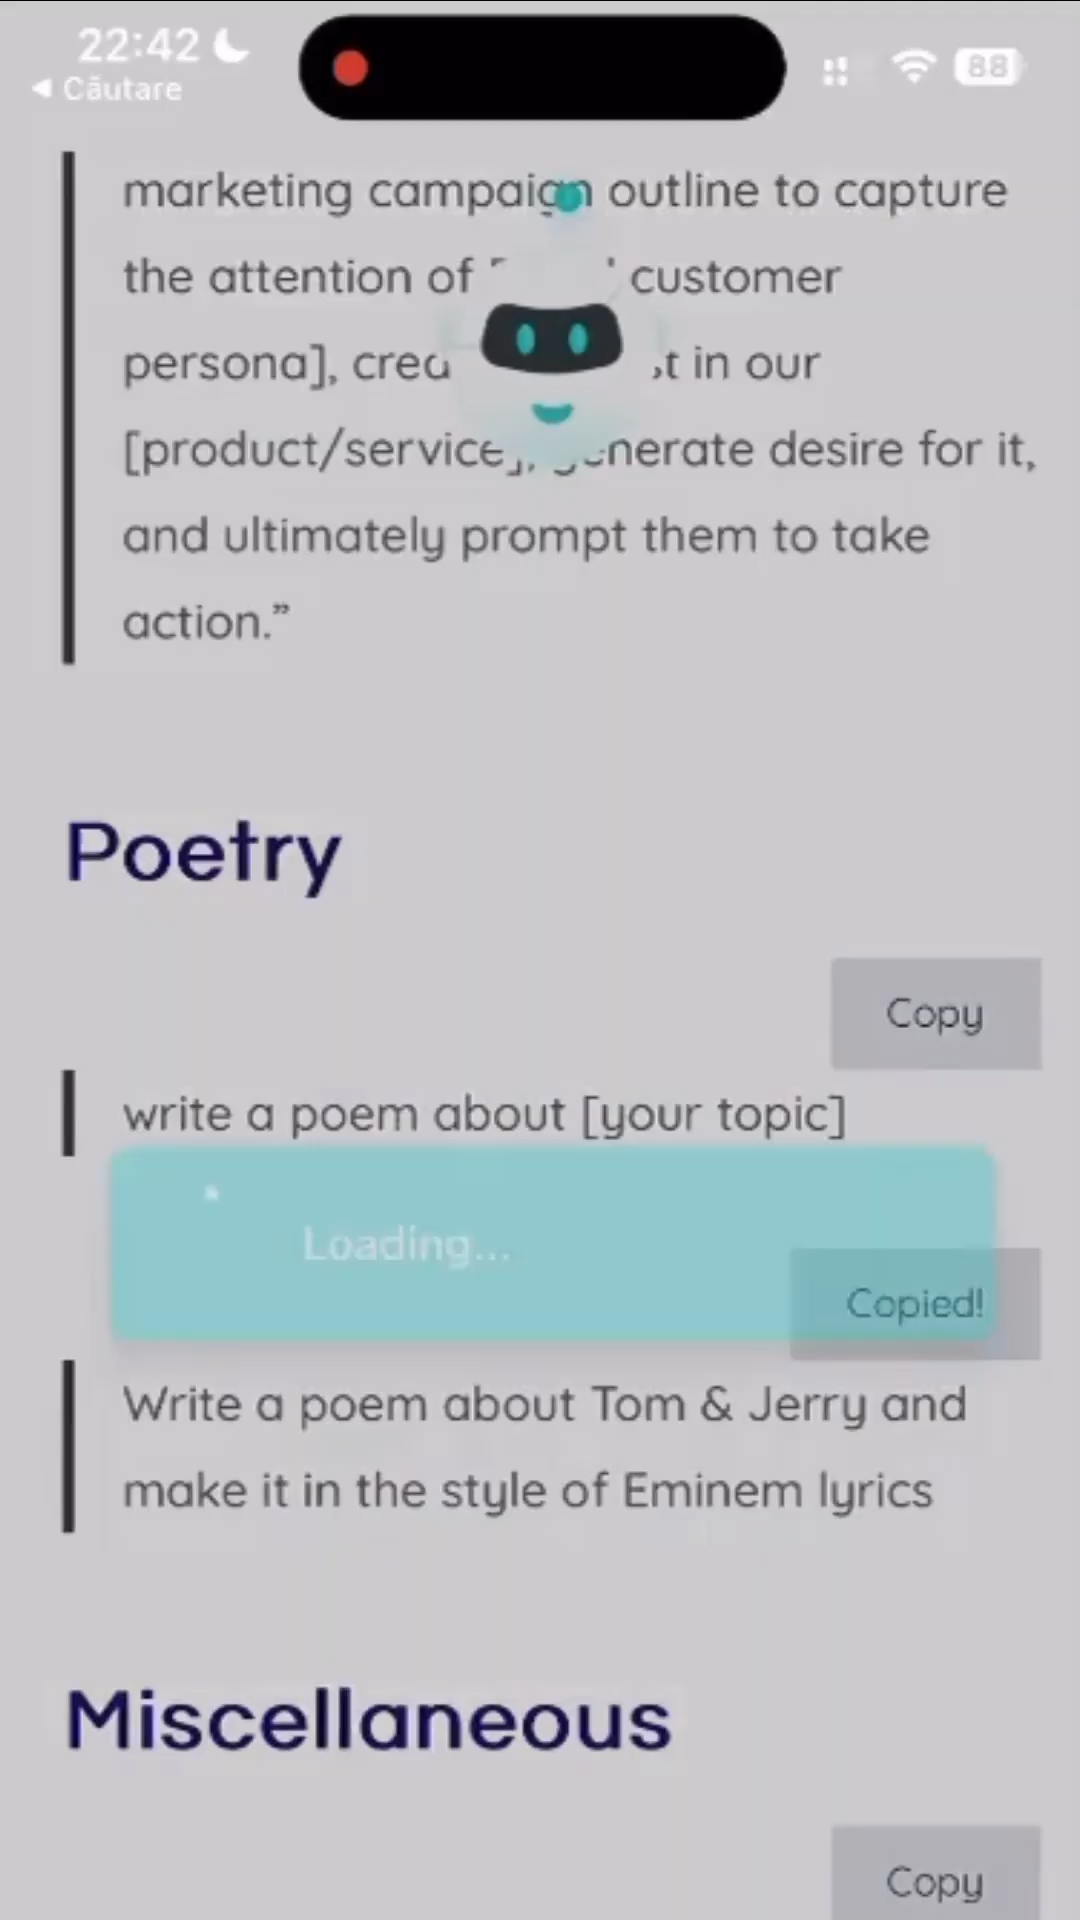 22:42
88
◀ Căutare
marketing campaign outline to capture
the attention of customer
persona], in our
[product/service], generate desire for it,
and ultimately prompt them to take
action.”
Poetry
Copy
write a poem about [your topic]
Loading...
Copied!
Write a poem about Tom & Jerry and
make it in the style of Eminem lyrics
Miscellaneous
Copy